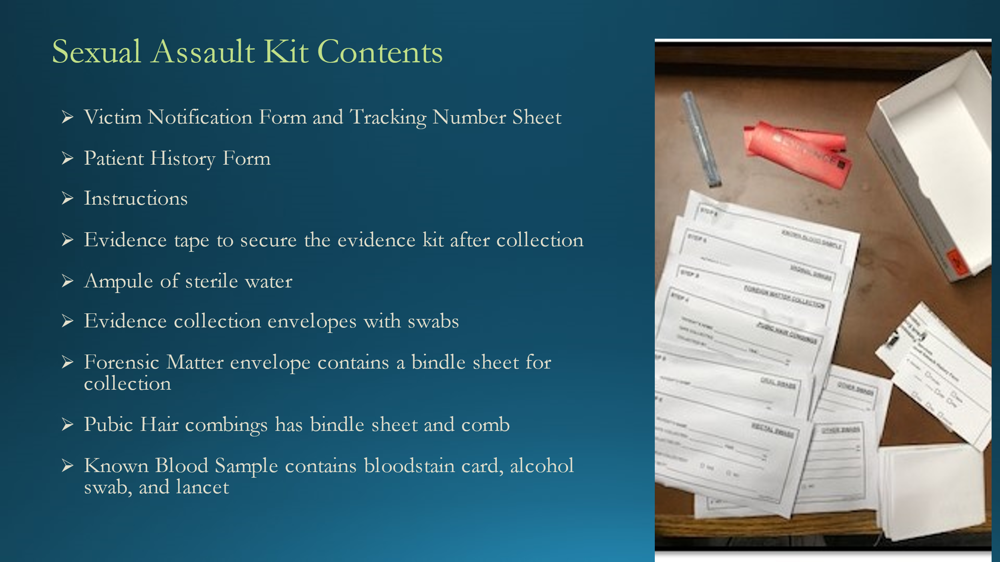 Sexual Assault Kit Contents
Victim Notification Form and Tracking Number Sheet
Patient History Form
Instructions
Evidence tape to secure the evidence kit after collection
Ampule of sterile water
Evidence collection envelopes with swabs
Forensic Matter envelope contains a bindle sheet for
collection
Pubic Hair combings has bindle sheet and comb
Known Blood Sample contains bloodstain card, alcohol
swab, and lancet
STEP
KNOWN BLOOD SAMPLE
STEP
VAGINAL SWABS
STEP
FOREIGN MATTER COLLECTION
STEP 4
PUBIC HAIR COMBINGS
ORAL SWABS
OTHER SWABS
RECTAL SWABS
OTHER SWABS